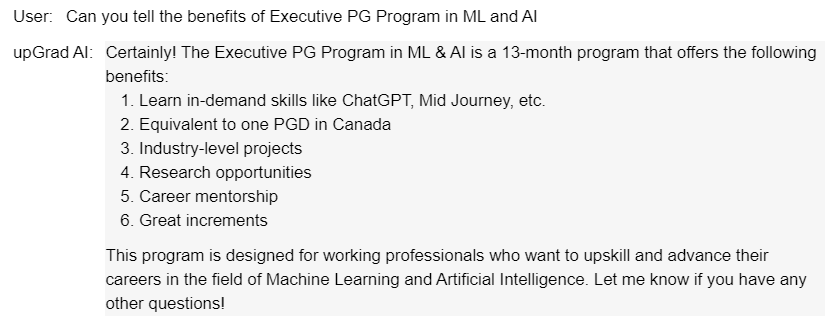 User: Can you tell the benefits of Executive PG Program in ML and AI
upGrad AI: Certainly! The Executive PG Program in ML & AI is a 13-month program that offers the following
benefits:
1. Learn in-demand skills like ChatGPT, Mid Journey, etc.
2. Equivalent to one PGD in Canada
3. Industry-level projects
4. Research opportunities
5. Career mentorship
6. Great increments
This program is designed for working professionals who want to upskill and advance their
careers in the field of Machine Learning and Artificial Intelligence. Let me know if you have any
other questions!